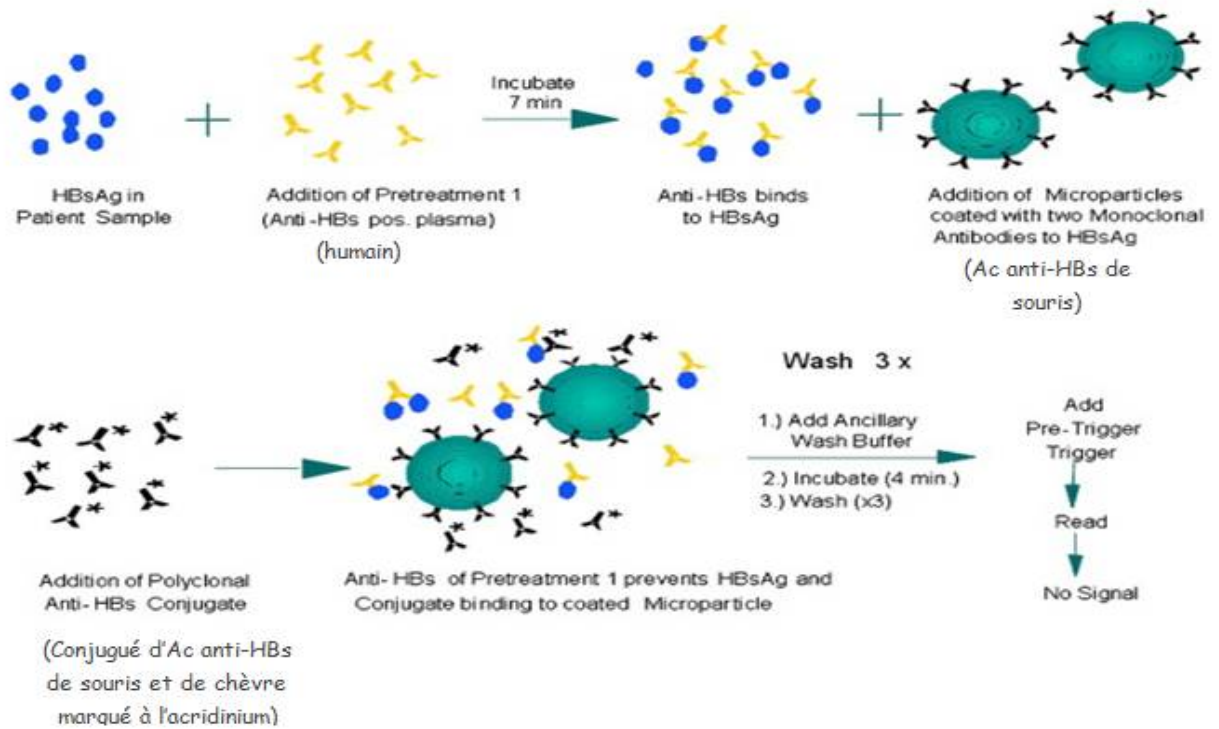 Incubate
7 min
HBsAg in
Patient Sample
Addition of Pretreatment 1
(Anti-HBs pos. plasma)
(humain)
Anti-HBs binds
to HBsAg
Addition of Microparticles
coated with two Monoclonal
Antibodies to HBsAg
(Ac anti-HBs de
souris)
Wash 3 x
1.) Add Ancillary
Wash Buffer
2.) Incubate (4 min.)
3.) Wash (x3)
Add
Pre-Trigger
Trigger
Read
No Signal
Addition of Polyclonal
Anti-HBs Conjugate
(Conjugué d'Ac anti-HBs
de souris et de chèvre
marqué à l'acridinium)
Anti-HBs of Pretreatment 1 prevents HBsAg and
Conjugate binding to coated Microparticle